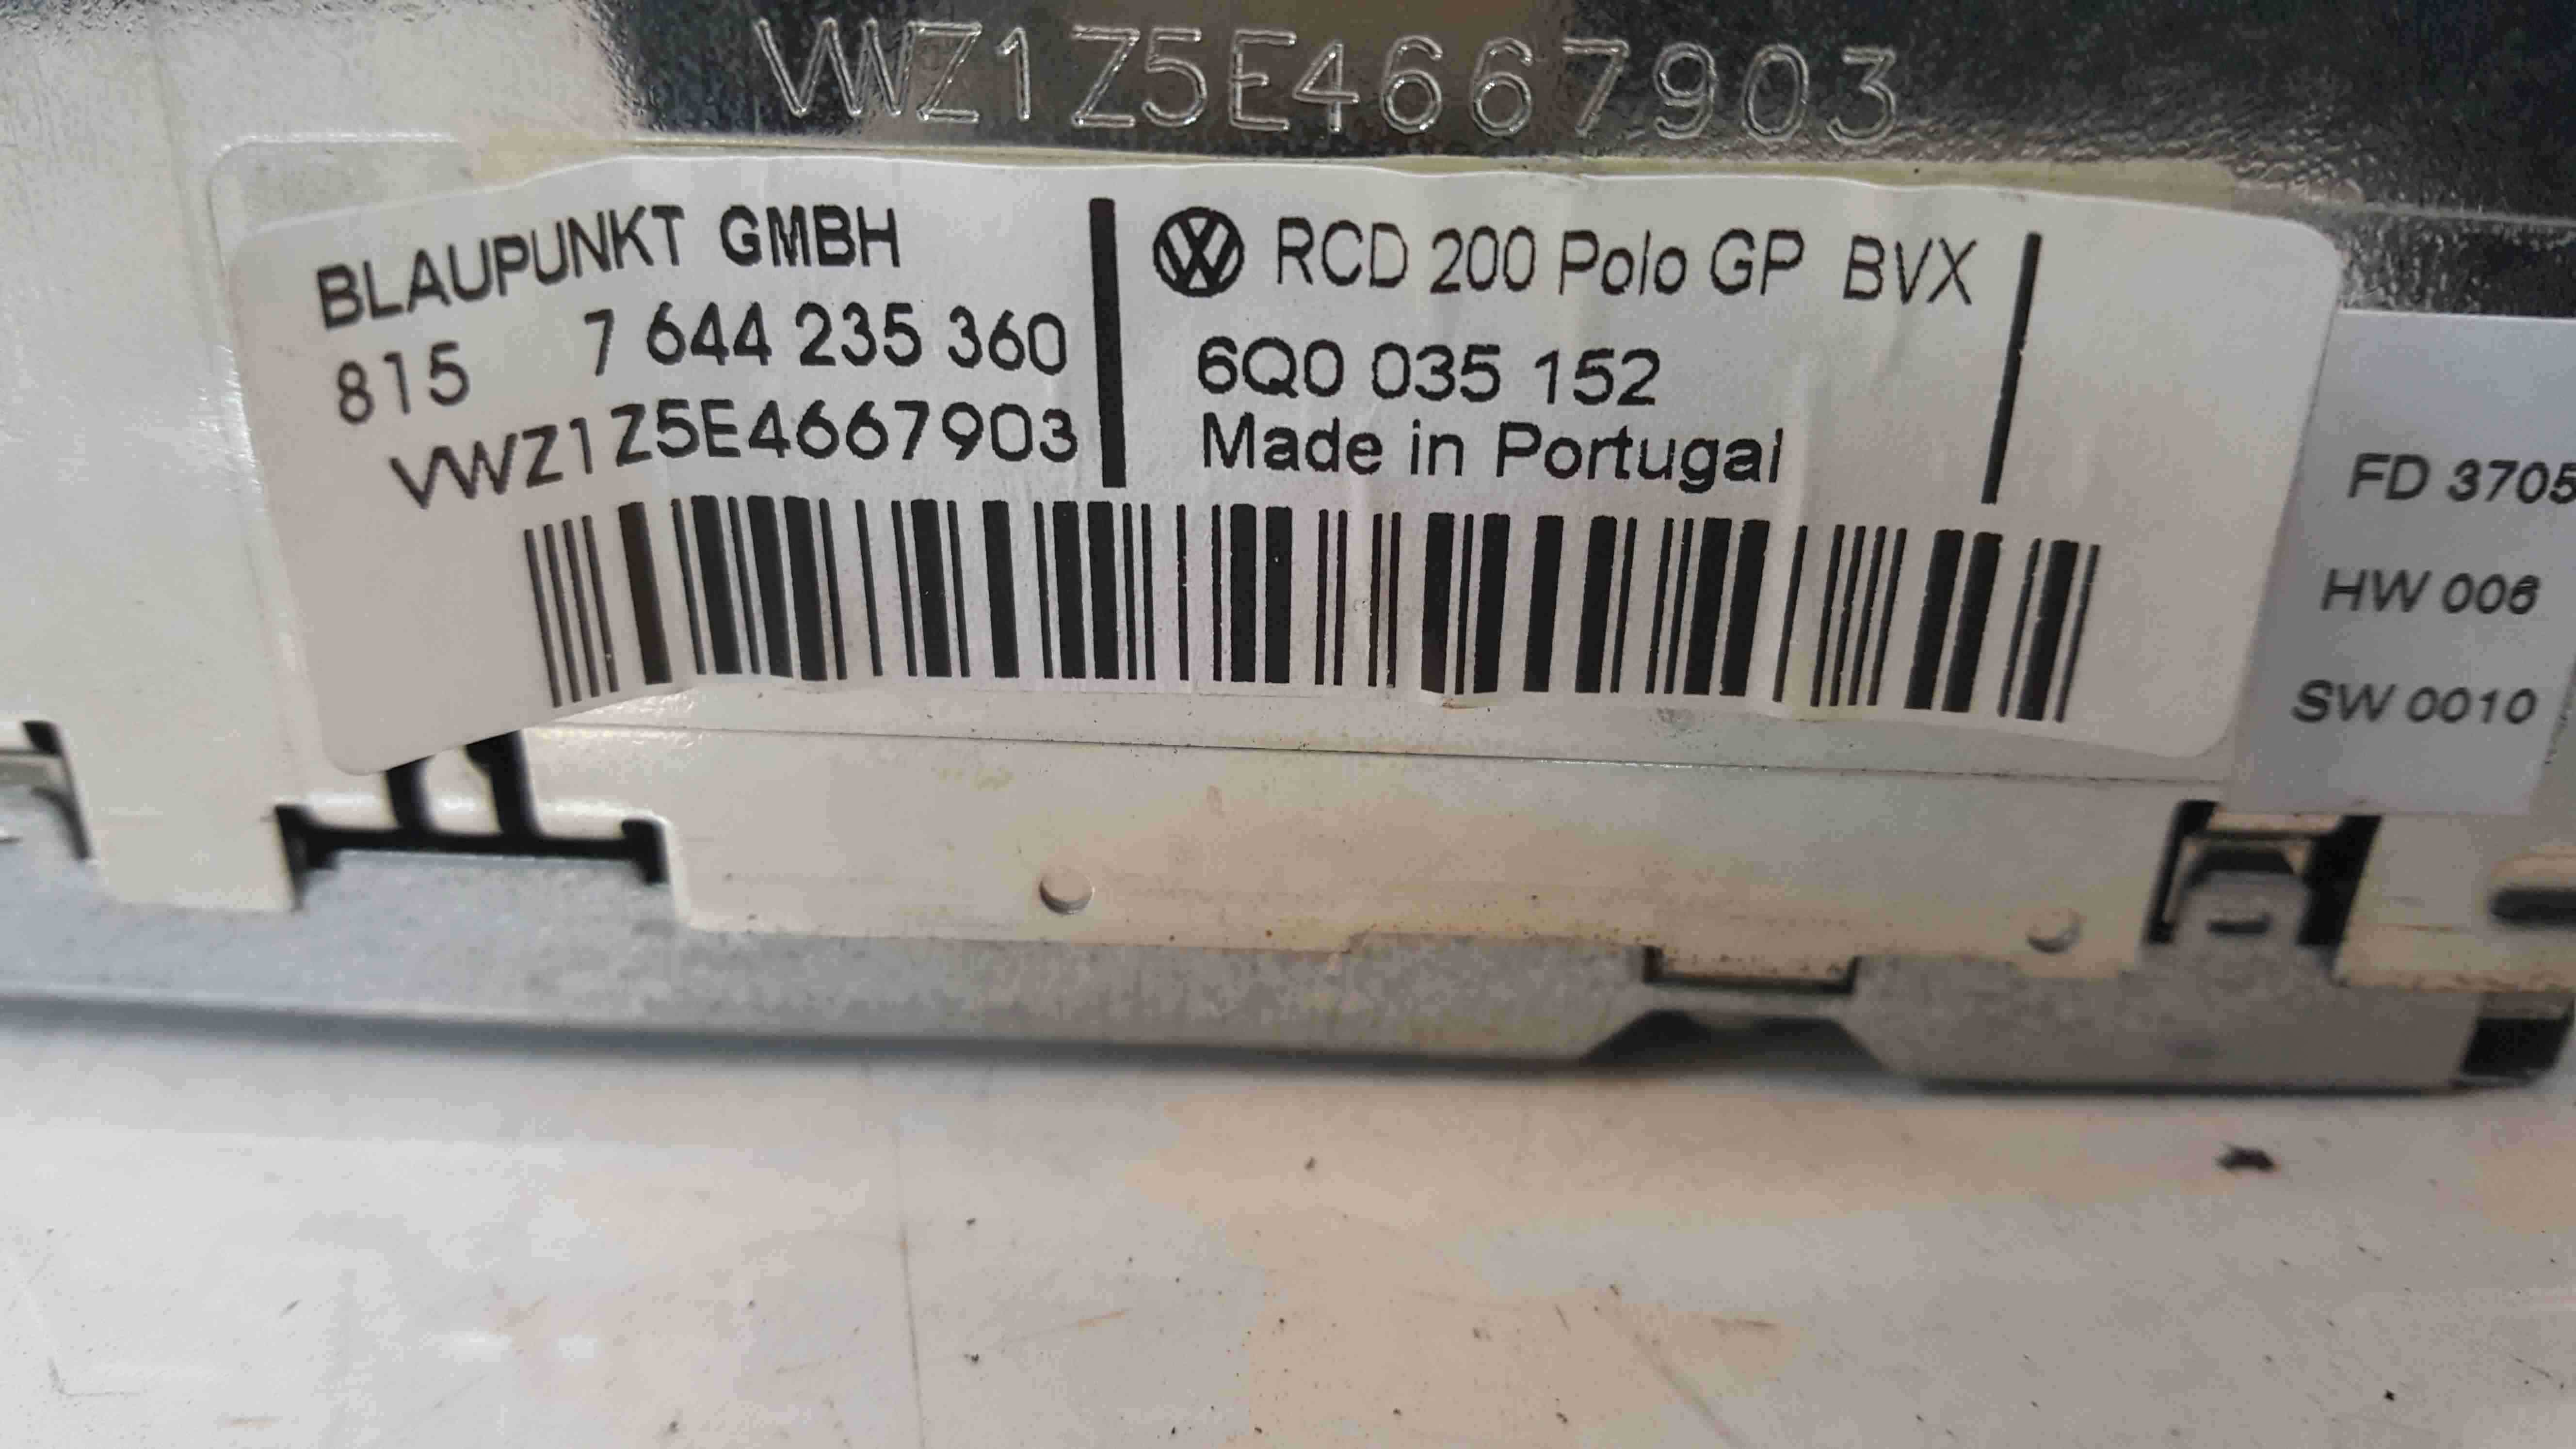 VWZ1Z5E4667903
BLAUPUNKT GMBH
815 7 644 235 360
VWZ1Z5E4667903
RCD 200 Polo GP BVX
6Q0 035 152
Made in Portugal
FD 3705
HW 006
SW 0010